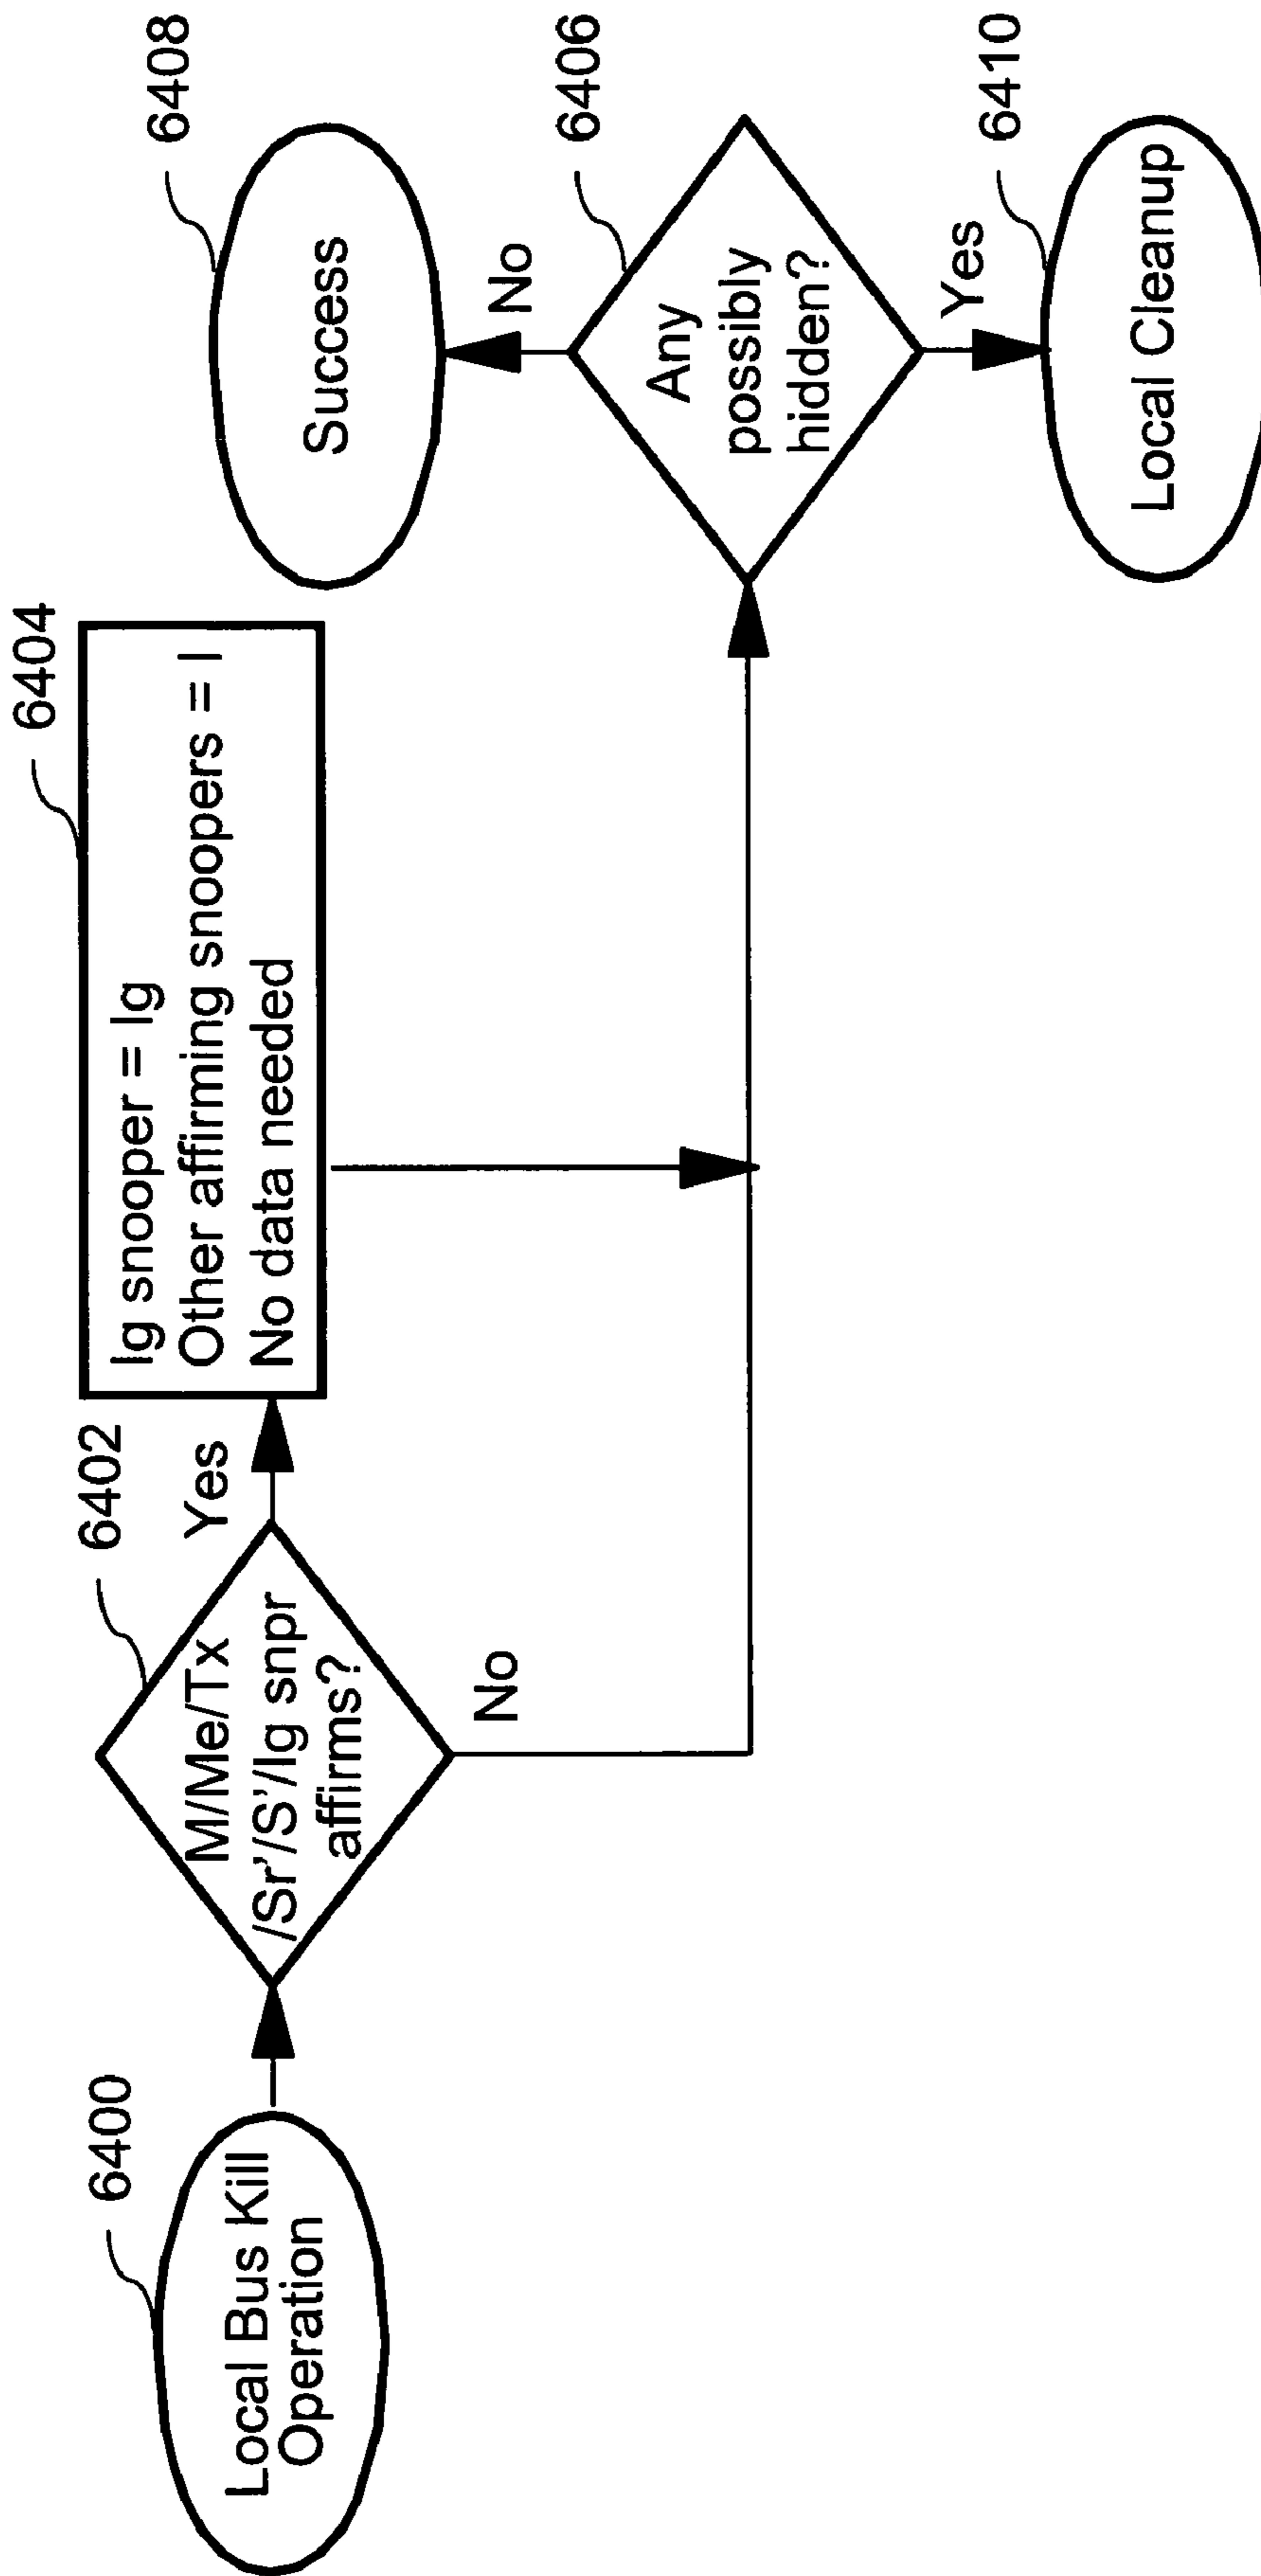 6400
Local Bus Kill
Operation
6402
M/Me/Tx
/Sr'/S'/Ig snpr
affirms?
Yes
No
6404
Ig snooper = Ig
Other affirming snoopers = I
No data needed
6406
Any
possibly
hidden?
No
Yes
6408
Success
6410
Local Cleanup